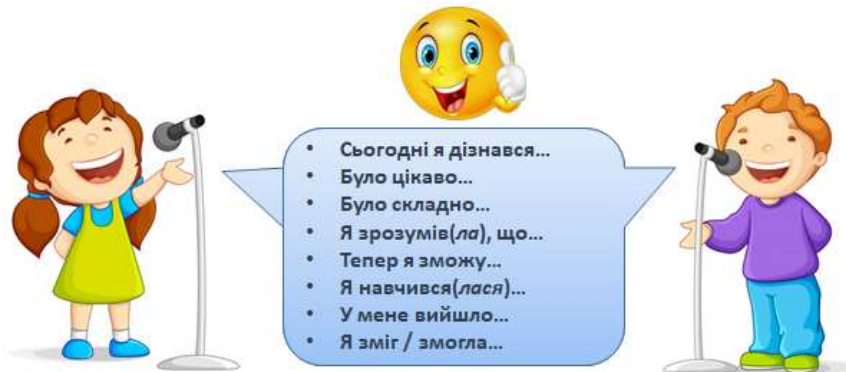 • Сьогодні я дізнався...
• Було цікаво...
• Було складно...
• Я зрозумів(ла), що...
• Тепер я зможу...
• Я навчився(лася)...
• У мене вийшло...
• Я зміг / змогла...